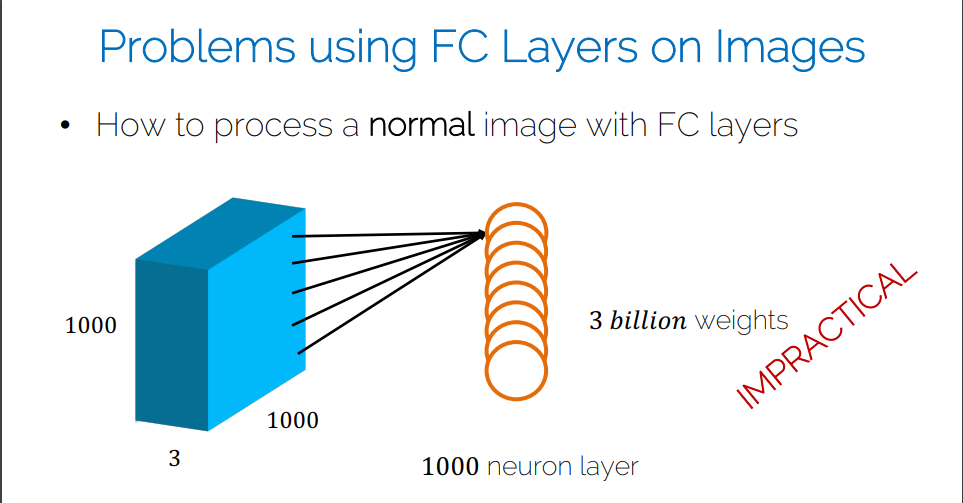 Problems using FC Layers on Images
• How to process a normal image with FC layers
1000
1000
3
3 billion weights
IMPRACTICAL
1000 neuron layer